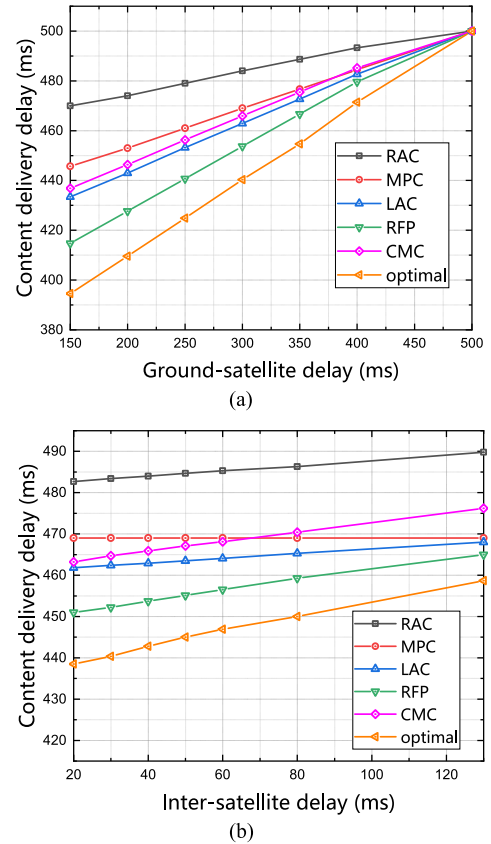 500
480
460
440
420
400
380
Content delivery delay (ms)
RAC
MPC
LAC
RFP
CMC
optimal
150 200 250 300 350 400 500
Ground-satellite delay (ms)
(a)
490
480
470
460
450
440
430
420
Content delivery delay (ms)
RAC
MPC
LAC
RFP
CMC
optimal
20 40 60 80 100 120
Inter-satellite delay (ms)
(b)